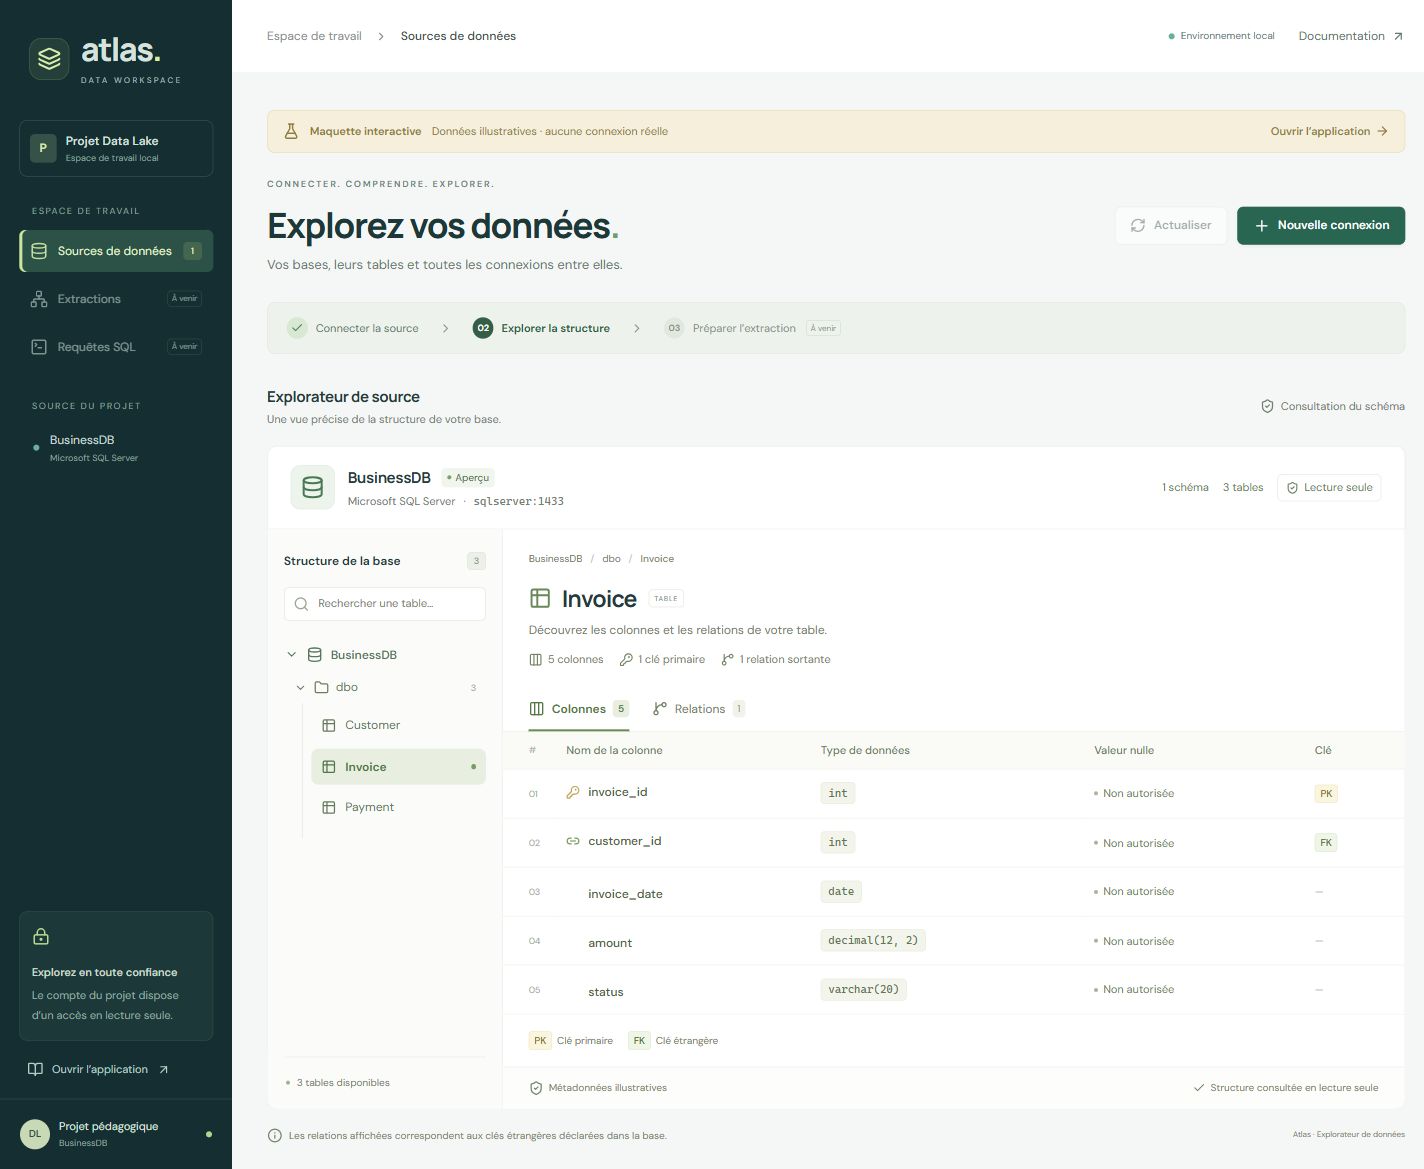 atlas.
DATA WORKSPACE
P
Projet Data Lake
Espace de travail local
ESPACE DE TRAVAIL
Sources de données 1
Extractions À venir
Requêtes SQL À venir
SOURCE DU PROJET
BusinessDB
Microsoft SQL Server
Explorez en toute confiance
Le compte du projet dispose
d'un accès en lecture seule.
Ouvrir l'application
DL
Projet pédagogique
BusinessDB
Espace de travail Sources de données
Environnement local Documentation
Maquette interactive Données illustratives · aucune connexion réelle Ouvrir l'application
CONNECTER. COMPRENDRE. EXPLORER.
Explorez vos données.
Actualiser Nouvelle connexion
Vos bases, leurs tables et toutes les connexions entre elles.
Connecter la source 02 Explorer la structure 03 Préparer l'extraction À venir
Explorateur de source
Une vue précise de la structure de votre base.
Consultation du schéma
BusinessDB Aperçu
Microsoft SQL Server · sqlserver:1433
1 schéma 3 tables Lecture seule
Structure de la base 3
Rechercher une table…
BusinessDB
dbo 3
Customer
Invoice
Payment
3 tables disponibles
BusinessDB / dbo / Invoice
Invoice TABLE
Découvrez les colonnes et les relations de votre table.
5 colonnes 1 clé primaire 1 relation sortante
Colonnes 5 Relations 1
# Nom de la colonne Type de données Valeur nulle Clé
01 invoice_id int Non autorisée PK
02 customer_id int Non autorisée FK
03 invoice_date date Non autorisée —
04 amount decimal(12, 2) Non autorisée —
05 status varchar(20) Non autorisée —
PK Clé primaire FK Clé étrangère
Métadonnées illustratives Structure consultée en lecture seule
Les relations affichées correspondent aux clés étrangères déclarées dans la base.
Atlas · Explorateur de données